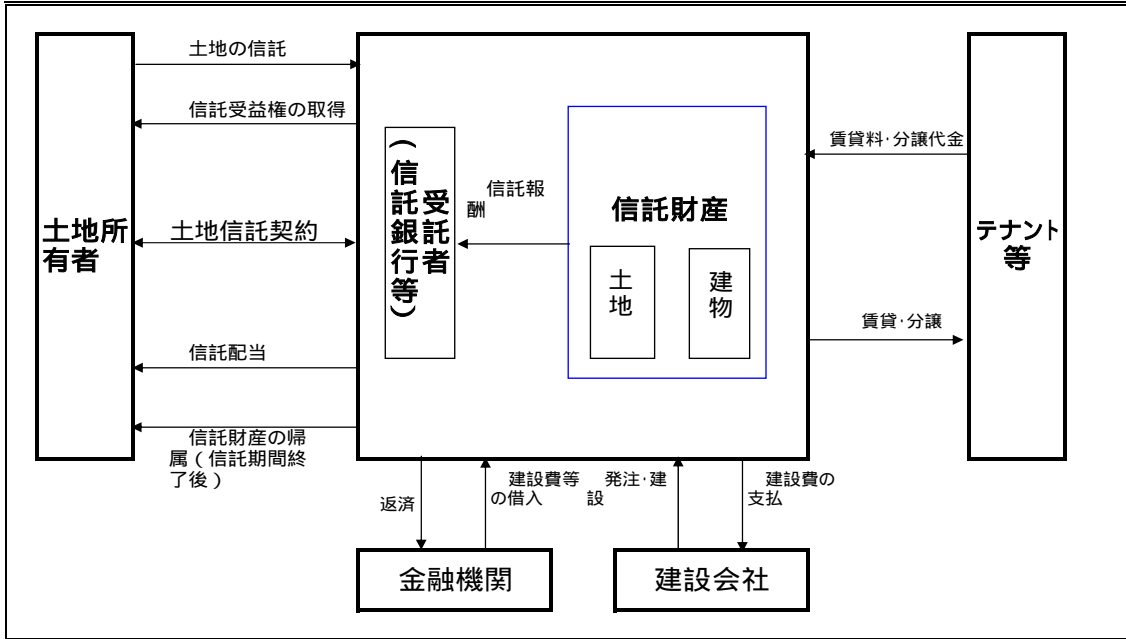 土地の信託
信託受益権の取得
土地所
有者
土地信託契約
信託配当
信託財産の帰
属（信託期間終
了後）
受託者
(信託銀行等)
信託報
酬
信託財産
土地
建物
賃貸料･分譲代金
テナント
等
賃貸･分譲
返済
建設費等
の借入
発注･建
設
建設費の
支払
金融機関
建設会社